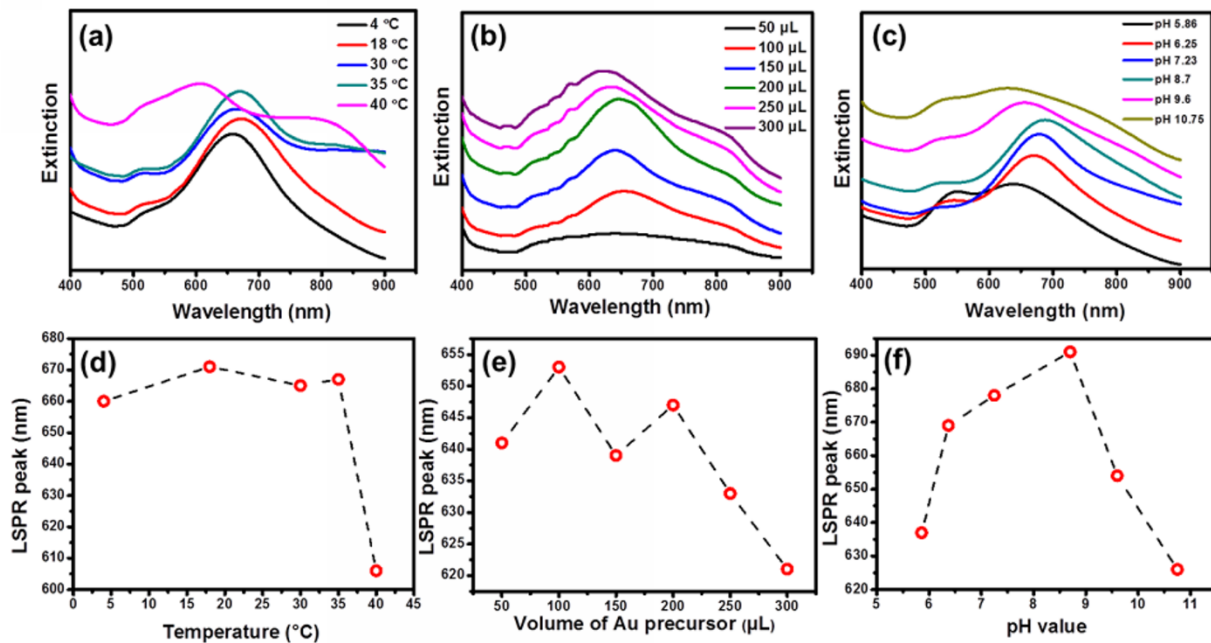 (a)
4 °C
18 °C
30 °C
35 °C
40 °C
Extinction
400 500 600 700 800 900
Wavelength (nm)
(b)
50 µL
100 µL
150 µL
200 µL
250 µL
300 µL
Extinction
400 500 600 700 800 900
Wavelength (nm)
(c)
pH 5.86
pH 6.25
pH 7.23
pH 8.7
pH 9.6
pH 10.75
Extinction
400 500 600 700 800 900
Wavelength (nm)
(d)
LSPR peak (nm)
680
670
660
650
640
630
620
610
600
0 5 10 15 20 25 30 35 40 45
Temperature (°C)
(e)
LSPR peak (nm)
655
648
640
633
620
50 100 150 200 250 300
Volume of Au precursor (µL)
(f)
LSPR peak (nm)
690
680
660
650
640
630
620
5 6 7 8 9 10 11
pH value